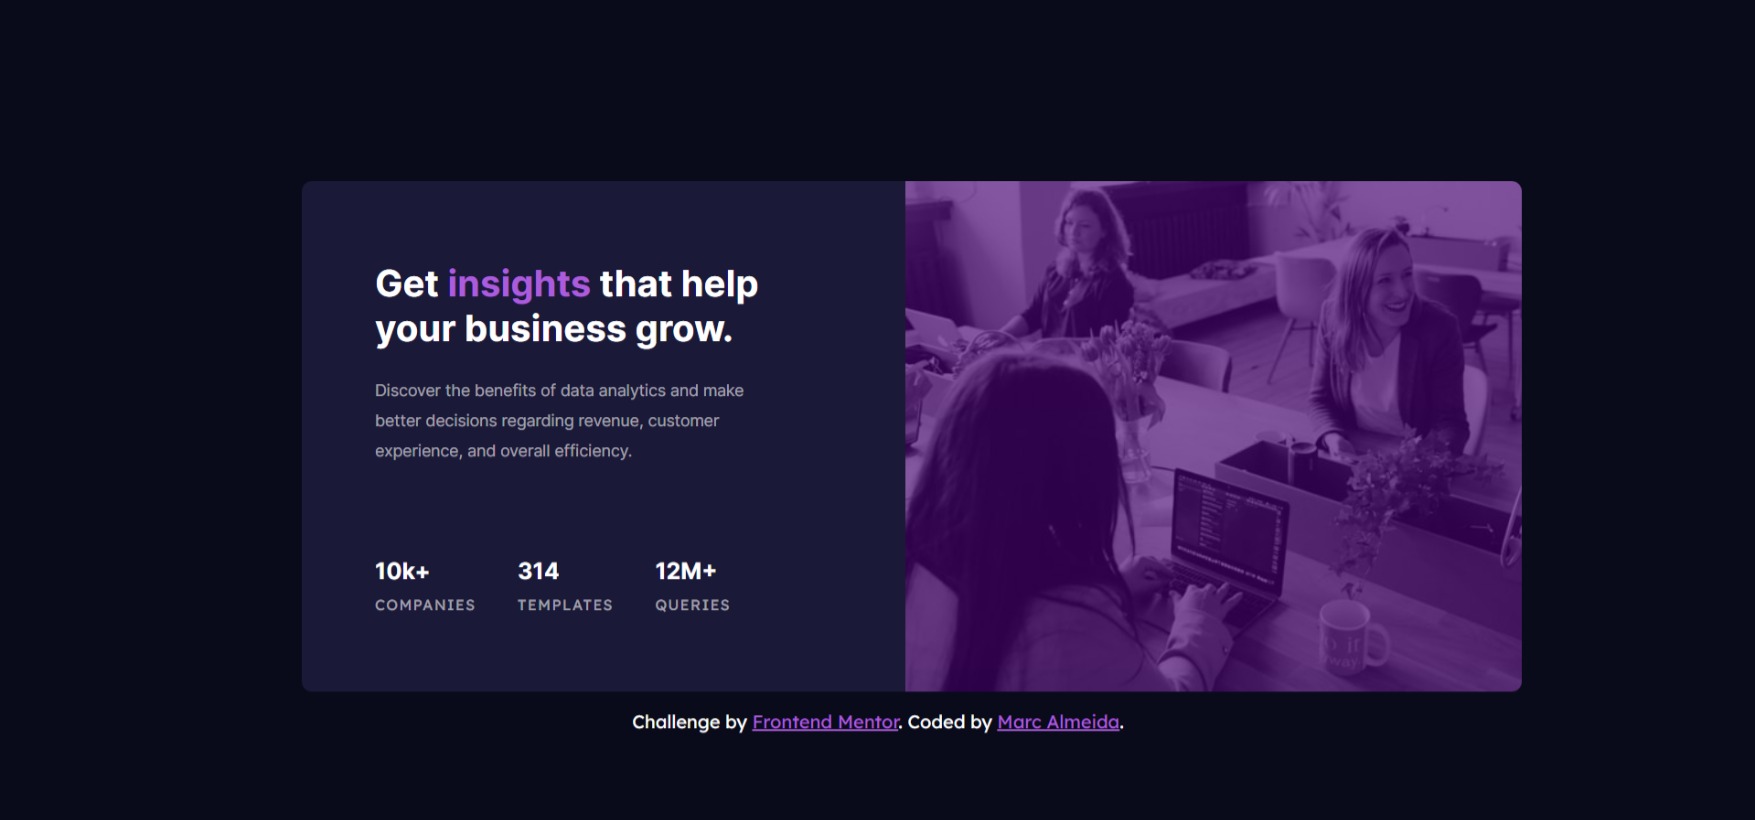 Get insights that help
your business grow.
Discover the benefits of data analytics and make
better decisions regarding revenue, customer
experience, and overall efficiency.
10k+
COMPANIES
314
TEMPLATES
12M+
QUERIES
Challenge by Frontend Mentor. Coded by Marc Almeida.